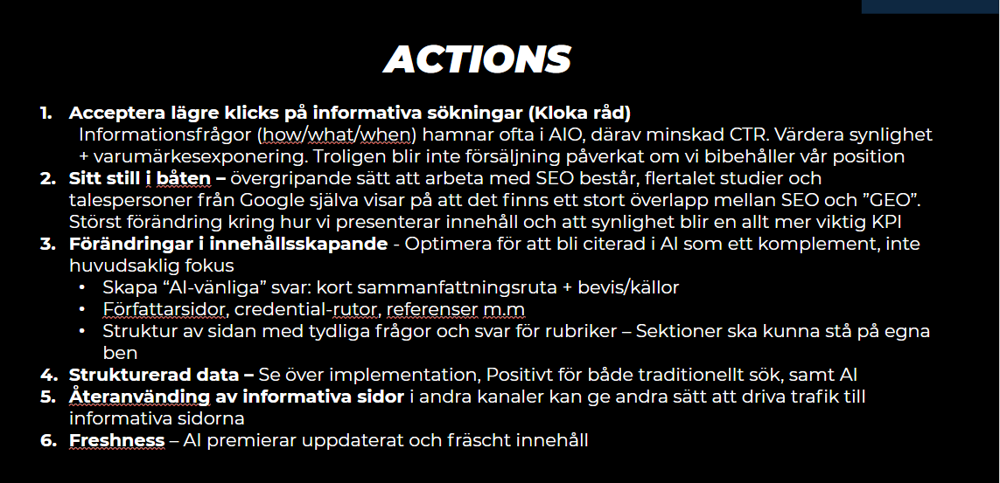 ACTIONS
1. Acceptera lägre klicks på informativa sökningar (Kloka råd)
Informationsfrågor (how/what/when) hamnar ofta i AIO, därav minskad CTR. Värdera synlighet
+ varumärkesexponering. Troligen blir inte försäljning påverkat om vi bibehåller vår position
2. Sitt still i båten – övergripande sätt att arbeta med SEO består, flertalet studier och
talespersoner från Google själva visar på att det finns ett stort överlapp mellan SEO och ”GEO”.
Störst förändring kring hur vi presenterar innehåll och att synlighet blir en allt mer viktig KPI
3. Förändringar i innehållsskapande - Optimera för att bli citerad i AI som ett komplement, inte
huvudsaklig fokus
• Skapa “AI-vänliga” svar: kort sammanfattningsruta + bevis/källor
• Författarsidor, credential-rutor, referenser m.m
• Struktur av sidan med tydliga frågor och svar för rubriker – Sektioner ska kunna stå på egna
ben
4. Strukturerad data – Se över implementation, Positivt för både traditionellt sök, samt AI
5. Återanvänding av informativa sidor i andra kanaler kan ge andra sätt att driva trafik till
informativa sidorna
6. Freshness – AI premierar uppdaterat och fräscht innehåll